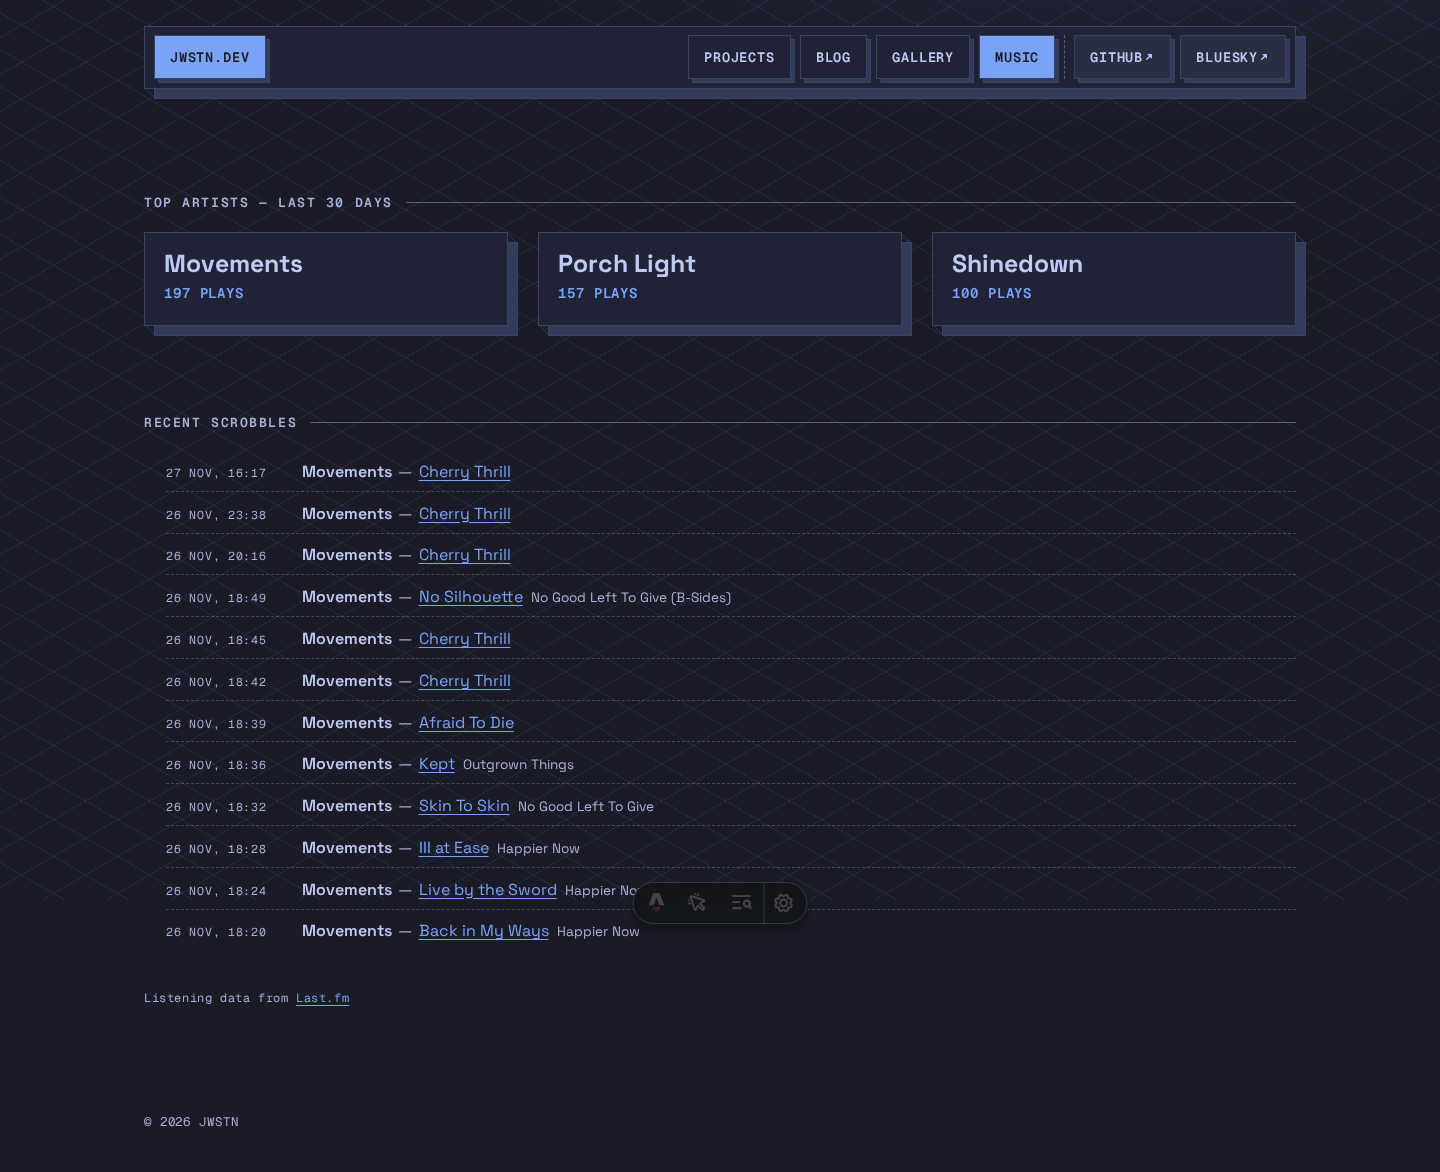 JWSTN.DEV PROJECTS BLOG GALLERY MUSIC GITHUB↗ BLUESKY↗
TOP ARTISTS — LAST 30 DAYS
Movements
197 PLAYS
Porch Light
157 PLAYS
Shinedown
100 PLAYS
RECENT SCROBBLES
27 NOV, 16:17 Movements — Cherry Thrill
26 NOV, 23:38 Movements — Cherry Thrill
26 NOV, 20:16 Movements — Cherry Thrill
26 NOV, 18:49 Movements — No Silhouette No Good Left To Give (B-Sides)
26 NOV, 18:45 Movements — Cherry Thrill
26 NOV, 18:42 Movements — Cherry Thrill
26 NOV, 18:39 Movements — Afraid To Die
26 NOV, 18:36 Movements — Kept Outgrown Things
26 NOV, 18:32 Movements — Skin To Skin No Good Left To Give
26 NOV, 18:28 Movements — Ill at Ease Happier Now
26 NOV, 18:24 Movements — Live by the Sword Happier
26 NOV, 18:20 Movements — Back in My Ways Happier Now
Listening data from Last.fm
© 2026 JWSTN